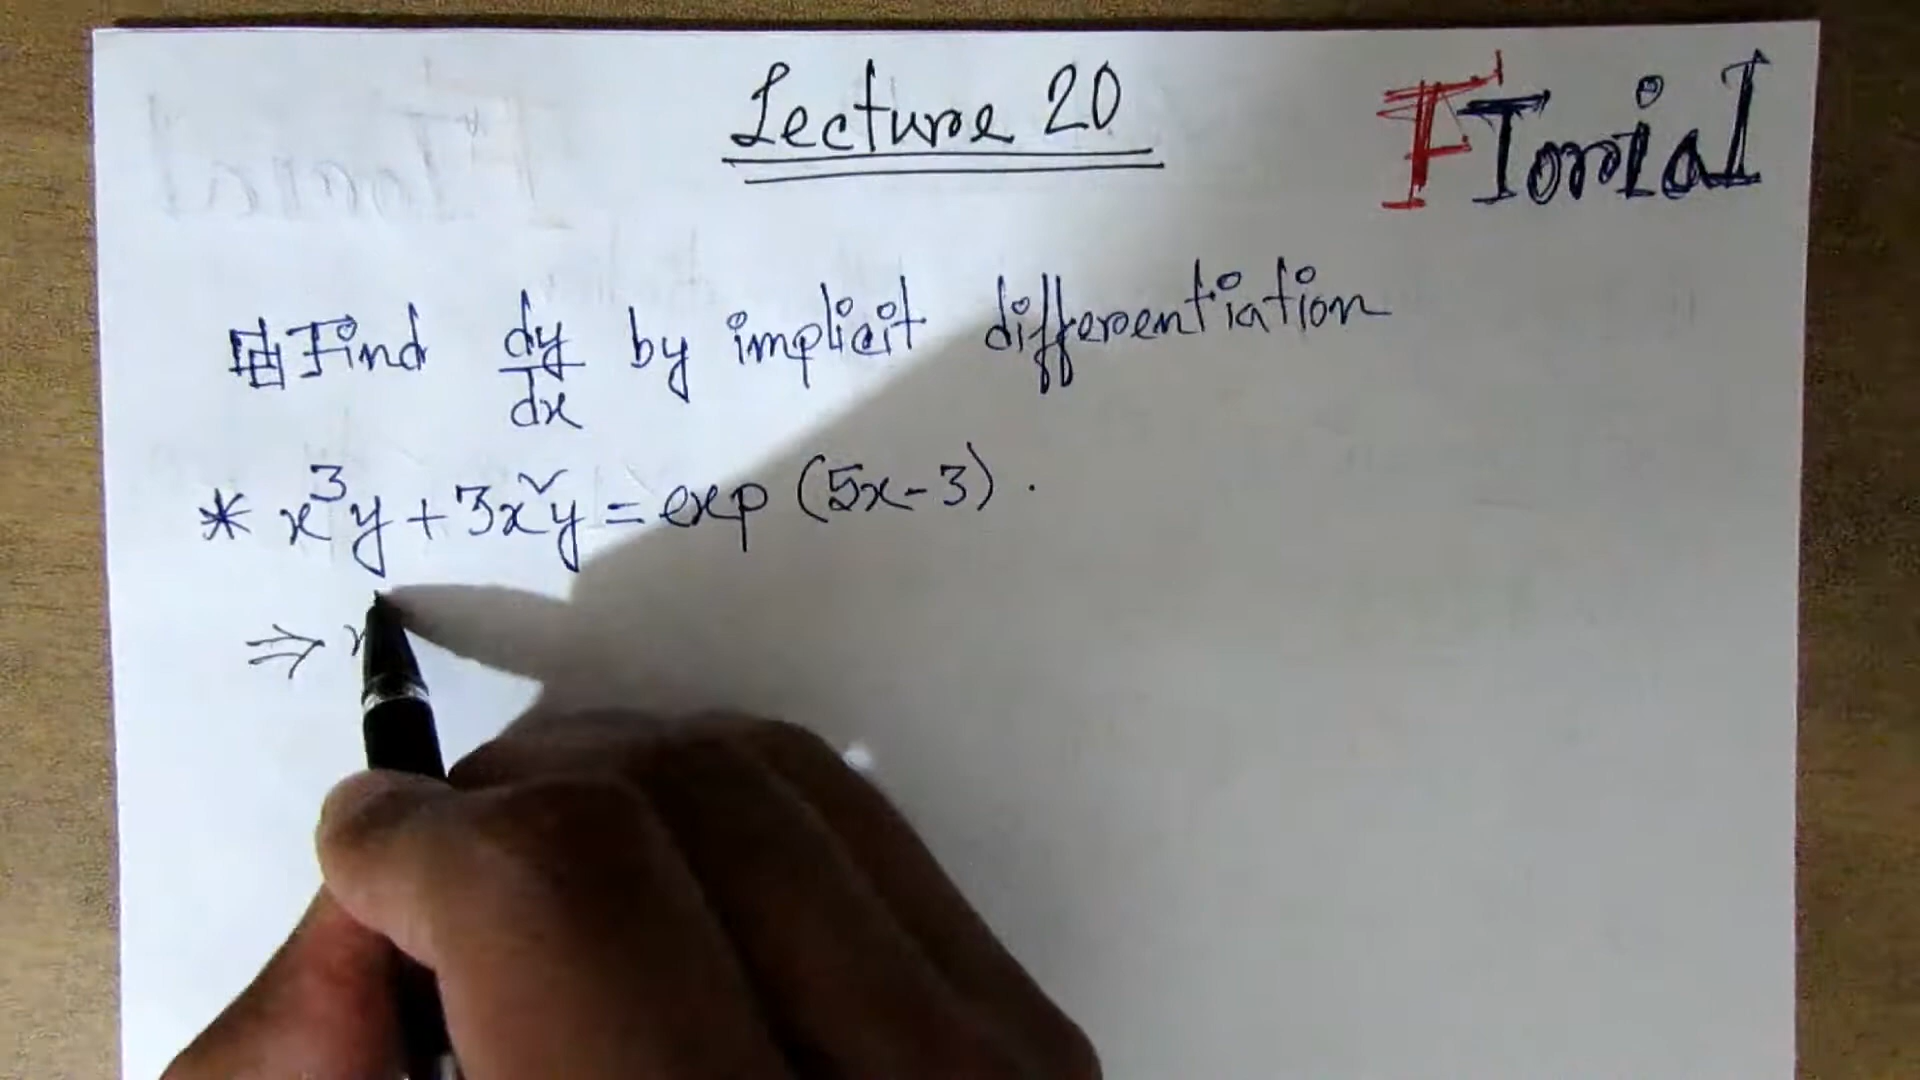 Lecture 20
FTorial
Find dy/dx by implicit differentiation
* x³y + 3x²y = exp (5x-3).
⇒